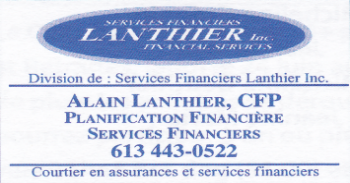 SERVICES FINANCIERS
LANTHIER Inc.
FINANCIAL SERVICES
Division de : Services Financiers Lanthier Inc.
ALAIN LANTHIER, CFP
PLANIFICATION FINANCIÈRE
SERVICES FINANCIERS
613 443-0522
Courtier en assurances et services financiers